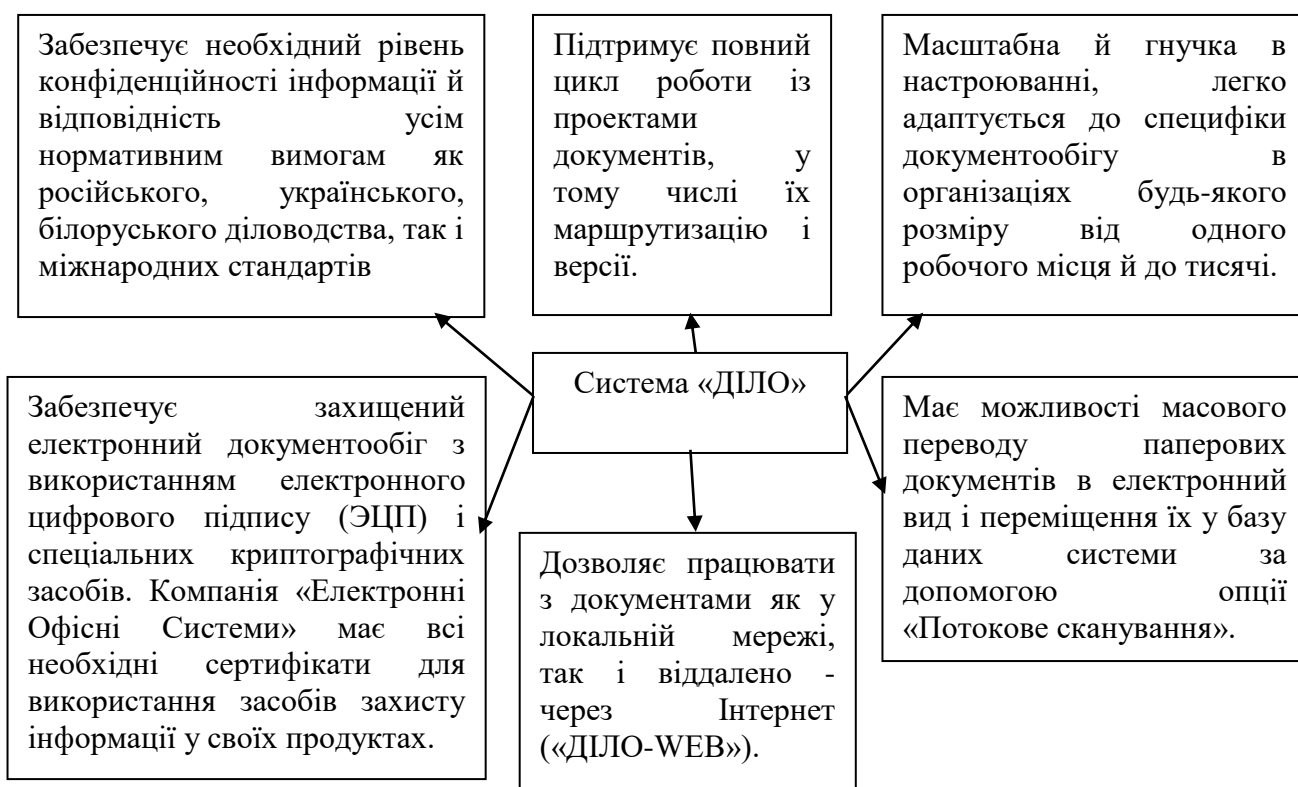 Забезпечує необхідний рівень
конфіденційності інформації й
відповідність усім
нормативним вимогам як
російського, українського,
білоруського діловодства, так і
міжнародних стандартів
Підтримує повний
цикл роботи із
проектами
документів, у
тому числі їх
маршрутизацію і
версії.
Масштабна й гнучка в
настроюванні, легко
адаптується до специфіки
документообігу в
організаціях будь-якого
розміру від одного
робочого місця й до тисячі.
Система «ДІЛО»
Забезпечує захищений
електронний документообіг з
використанням електронного
цифрового підпису (ЭЦП) і
спеціальних криптографічних
засобів. Компанія «Електронні
Офісні Системи» має всі
необхідні сертифікати для
використання засобів захисту
інформації у своїх продуктах.
Дозволяє працювати
з документами як у
локальній мережі,
так і віддалено -
через Інтернет
(«ДІЛО-WEB»).
Має можливості масового
переводу паперових
документів в електронний
вид і переміщення їх у базу
даних системи за
допомогою опції
«Потокове сканування».